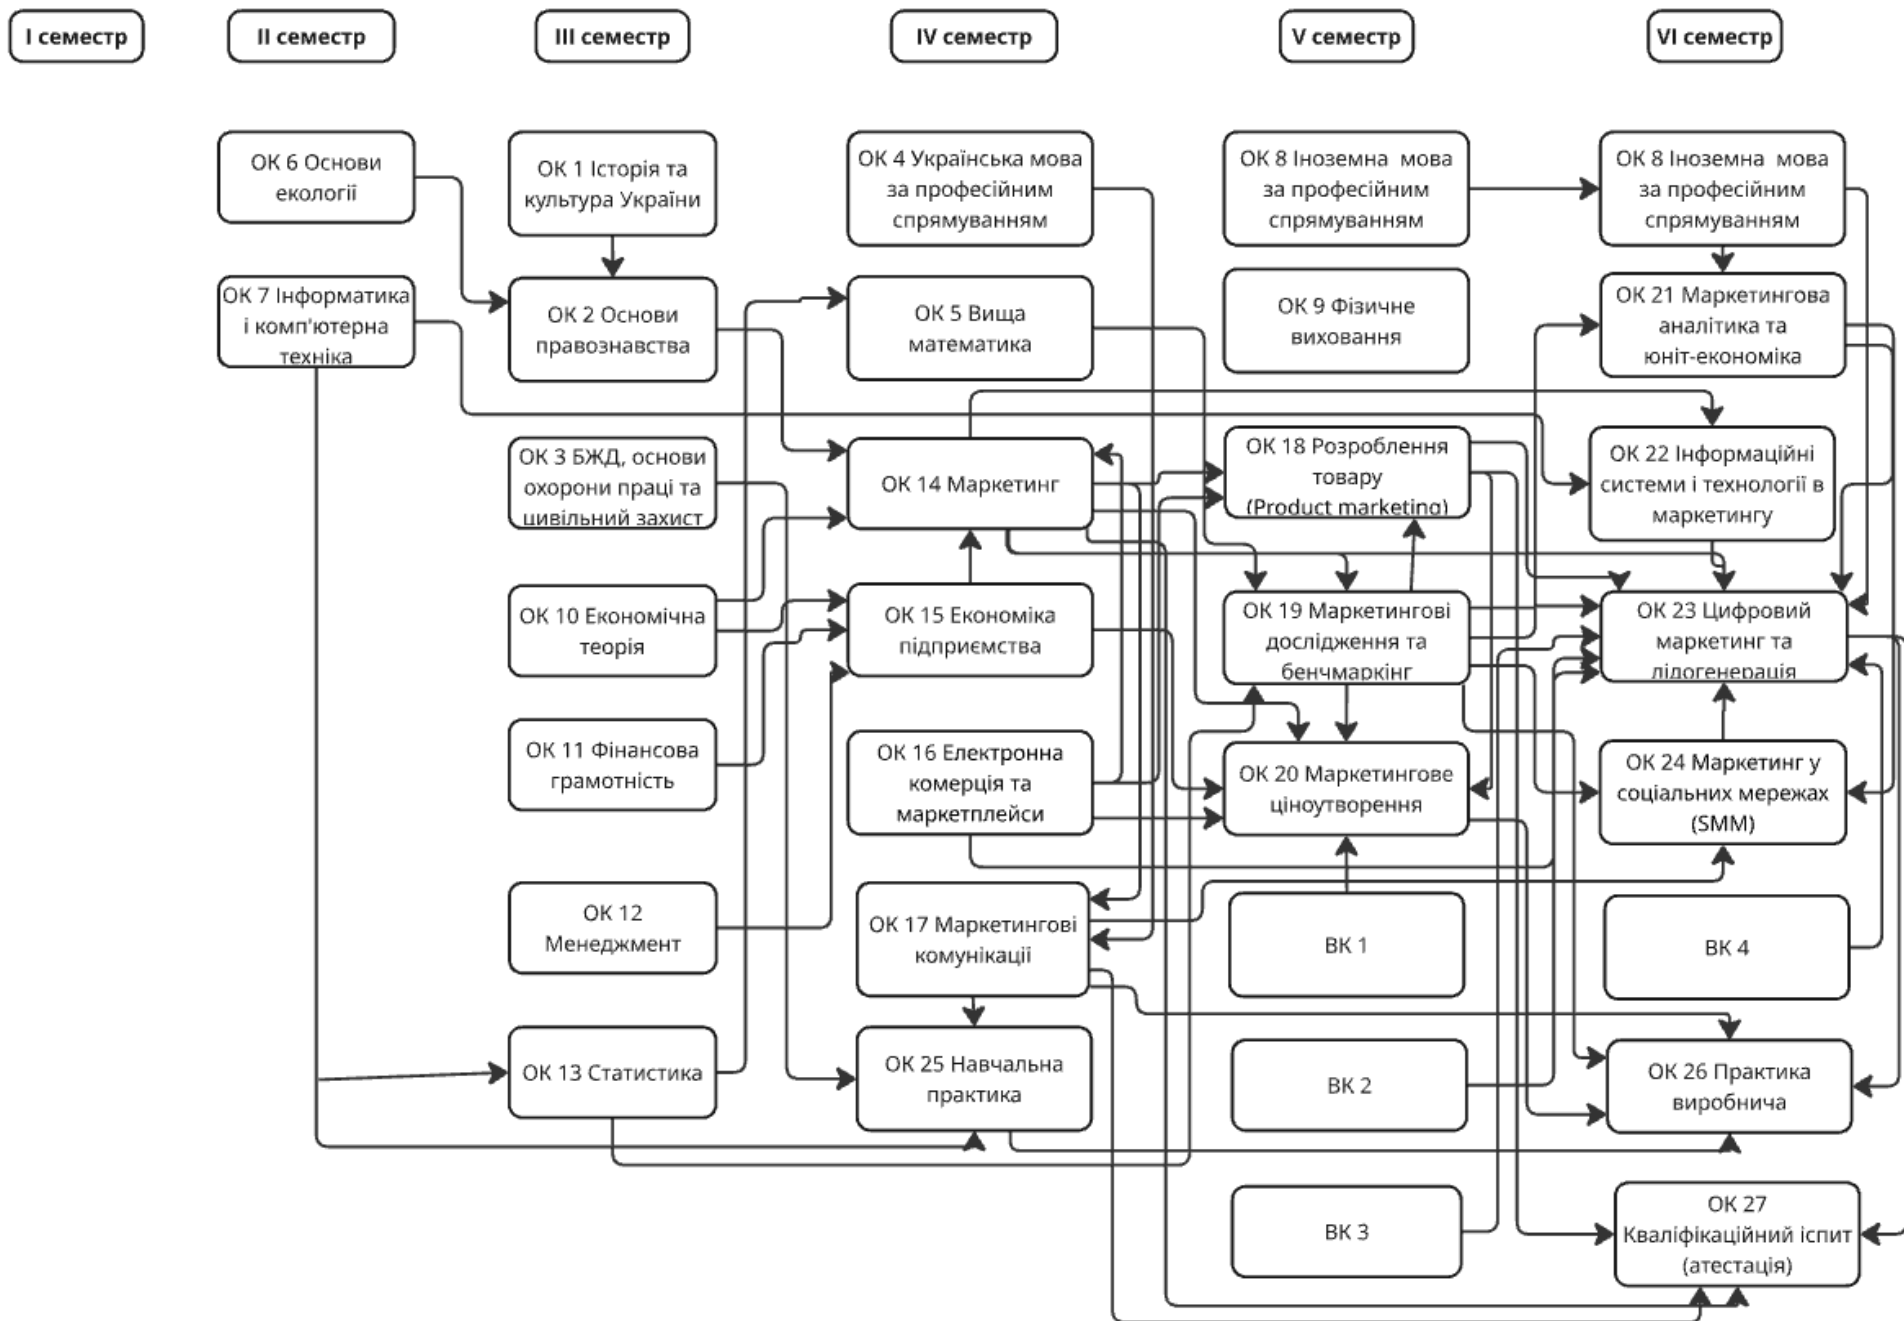 I семестр
II семестр
III семестр
IV семестр
V семестр
VI семестр
ОК 6 Основи
екології
ОК 7 Інформатика
і комп'ютерна
техніка
ОК 1 Історія та
культура України
ОК 2 Основи
правознавства
ОК 3 БЖД, основи
охорони праці та
цивільний захист
ОК 10 Економічна
теорія
ОК 11 Фінансова
грамотність
ОК 12
Менеджмент
ОК 13 Статистика
ОК 4 Українська мова
за професійним
спрямуванням
ОК 5 Вища
математика
ОК 14 Маркетинг
ОК 15 Економіка
підприємства
ОК 16 Електронна
комерція та
маркетплейси
ОК 17 Маркетингові
комунікації
ОК 25 Навчальна
практика
ОК 8 Іноземна мова
за професійним
спрямуванням
ОК 9 Фізичне
виховання
ОК 18 Розроблення
товару
(Product marketing)
ОК 19 Маркетингові
дослідження та
бенчмаркінг
ОК 20 Маркетингове
ціноутворення
ВК 1
ВК 2
ВК 3
ОК 8 Іноземна мова
за професійним
спрямуванням
ОК 21 Маркетингова
аналітика та
юніт-економіка
ОК 22 Інформаційні
системи і технології в
маркетингу
ОК 23 Цифровий
маркетинг та
лідогенерація
ОК 24 Маркетинг у
соціальних мережах
(SMM)
ВК 4
ОК 26 Практика
виробнича
ОК 27
Кваліфікаційний іспит
(атестація)